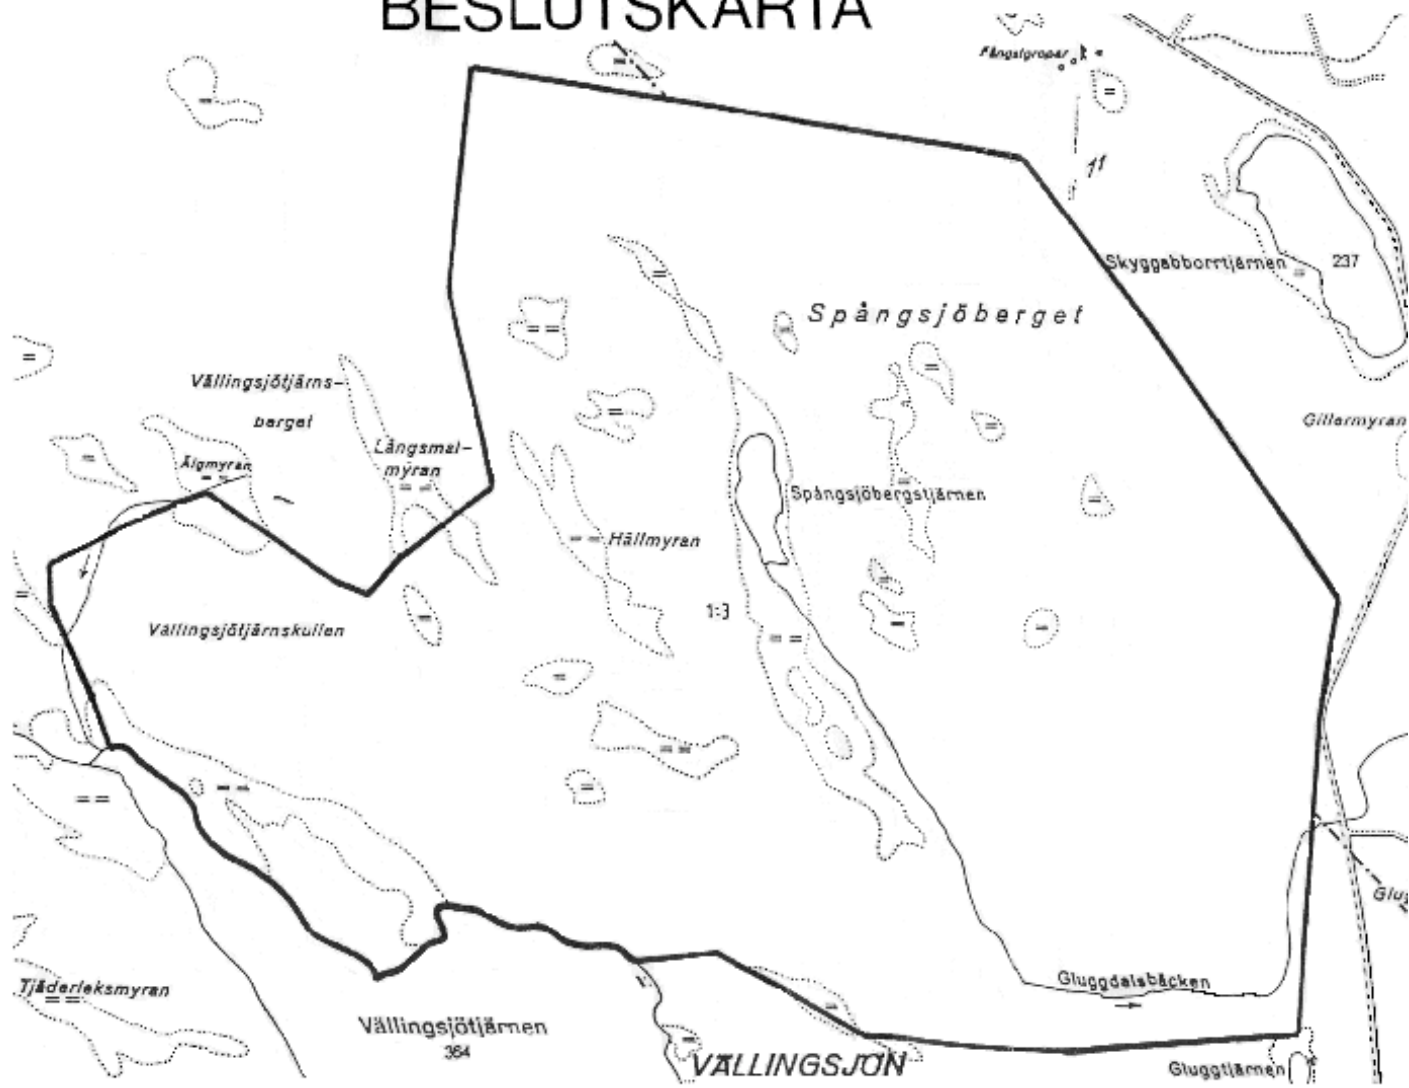 BESLUTSKARTA
Fångstgropar
Skyggabborrtjärnen
237
Spångsjöberget
Vällingsjötjärns-
berget
Långsmal-
myran
Älgmyran
Gillermyran
Spångsjöbergstjärnen
Hällmyran
1:3
Vällingsjötjärnskullen
Glug
Tjäderleksmyran
Gluggdalsbäcken
Vällingsjötjärnen
364
VÄLLINGSJÖN
Gluggtjärnen